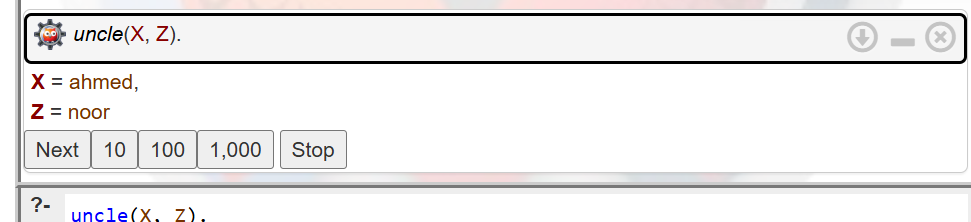 uncle(X, Z).
X = ahmed,
Z = noor
Next 10 100 1,000 Stop
?- uncle(X, Z).